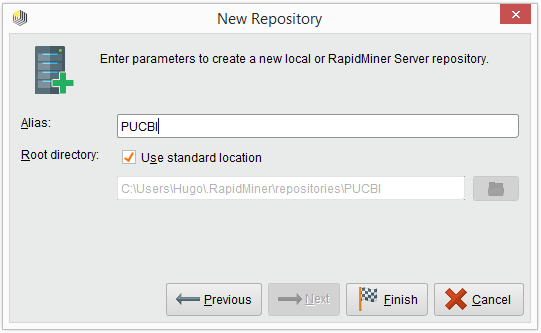 New Repository
Enter parameters to create a new local or RapidMiner Server repository.
Alias: PUCBI
Root directory: Use standard location
C:\Users\Hugo\.RapidMiner\repositories\PUCBI
Previous Next Finish Cancel